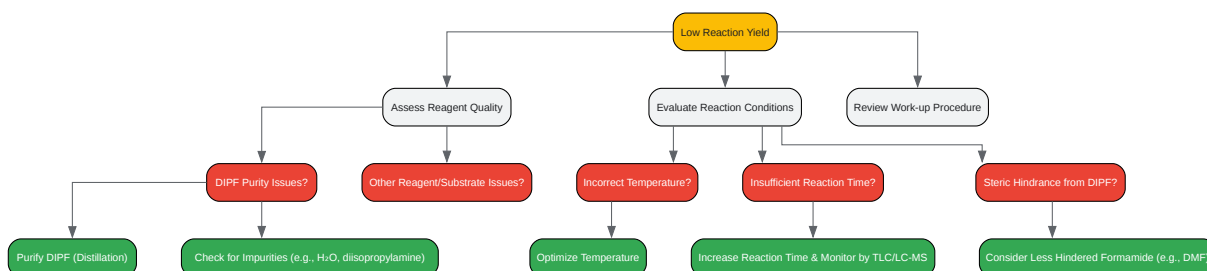 Low Reaction Yield
Assess Reagent Quality
Evaluate Reaction Conditions
Review Work-up Procedure
DIPF Purity Issues?
Other Reagent/Substrate Issues?
Incorrect Temperature?
Insufficient Reaction Time?
Steric Hindrance from DIPF?
Purify DIPF (Distillation)
Check for Impurities (e.g., H₂O, diisopropylamine)
Optimize Temperature
Increase Reaction Time & Monitor by TLC/LC-MS
Consider Less Hindered Formamide (e.g., DMF)